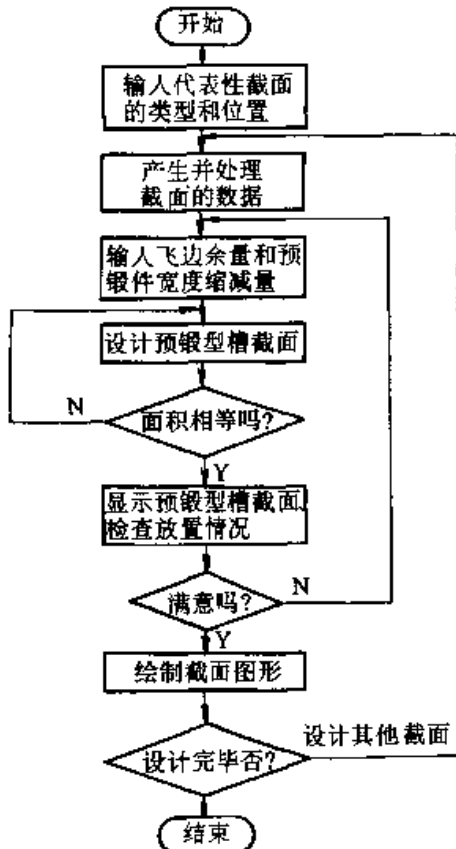 开始
输入代表性截面
的类型和位置
产生并处理
截面的数据
输入飞边余量和预
锻件宽度缩减量
设计预锻型槽截面
N
面积相等吗?
Y
显示预锻型槽截面,
检查放置情况
N
满意吗?
Y
绘制截面图形
设计其他截面
设计完毕否?
结束